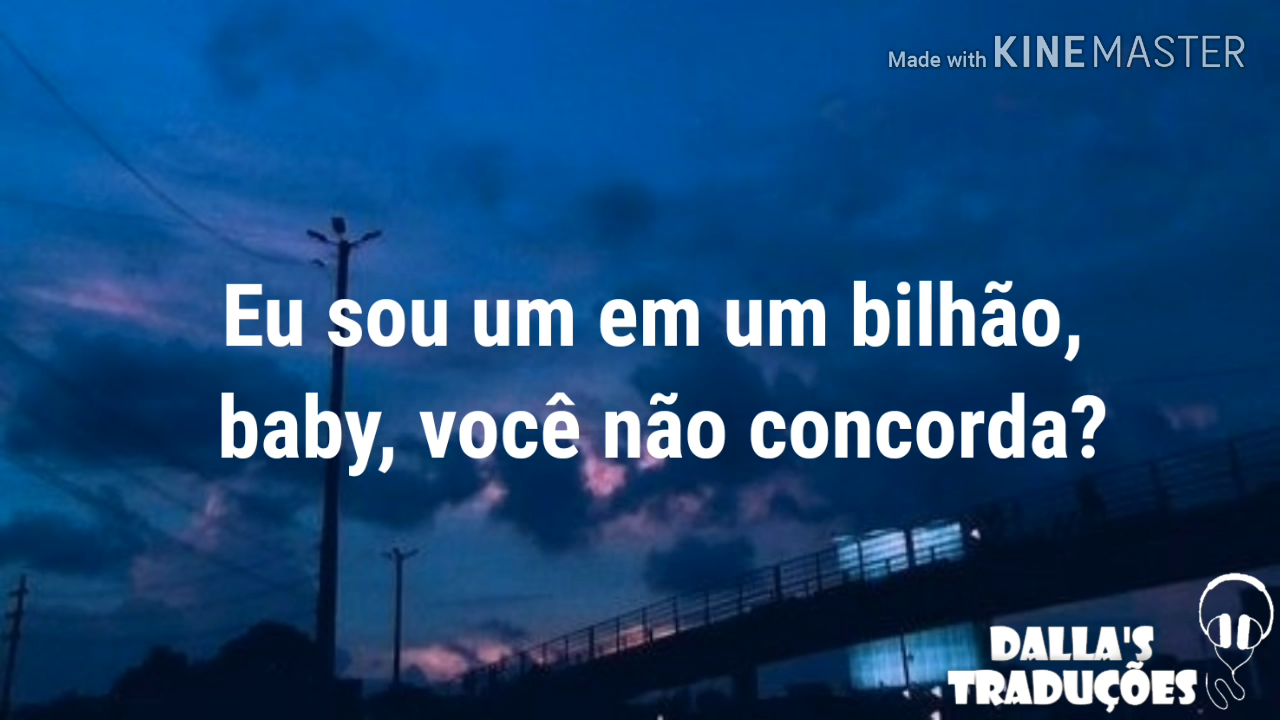 Made with KINEMASTER
Eu sou um em um bilhão,
baby, você não concorda?
DALLA'S
TRADUÇÕES